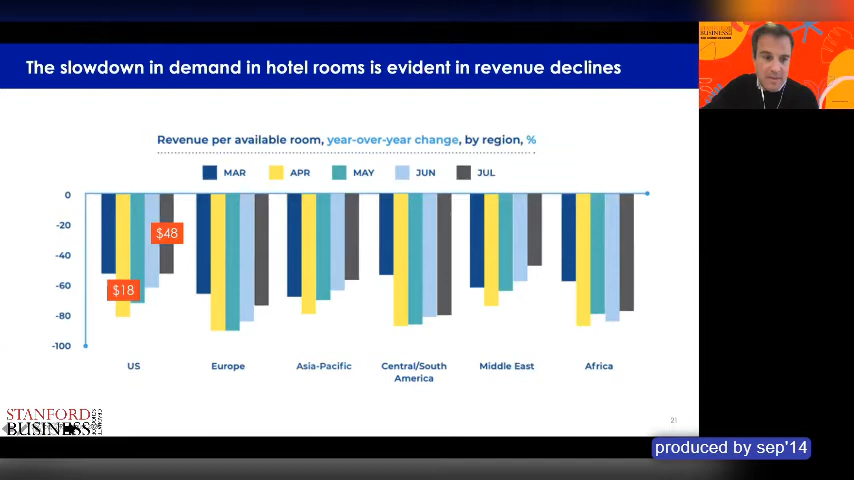 The slowdown in demand in hotel rooms is evident in revenue declines
Revenue per available room, year-over-year change, by region, %
MAR APR MAY JUN JUL
0
-20
-40
-60
-80
-100
$48
$18
US Europe Asia-Pacific Central/South America Middle East Africa
STANFORD
BUSINESS
21
produced by sep'14
STANFORD
BUSINESS